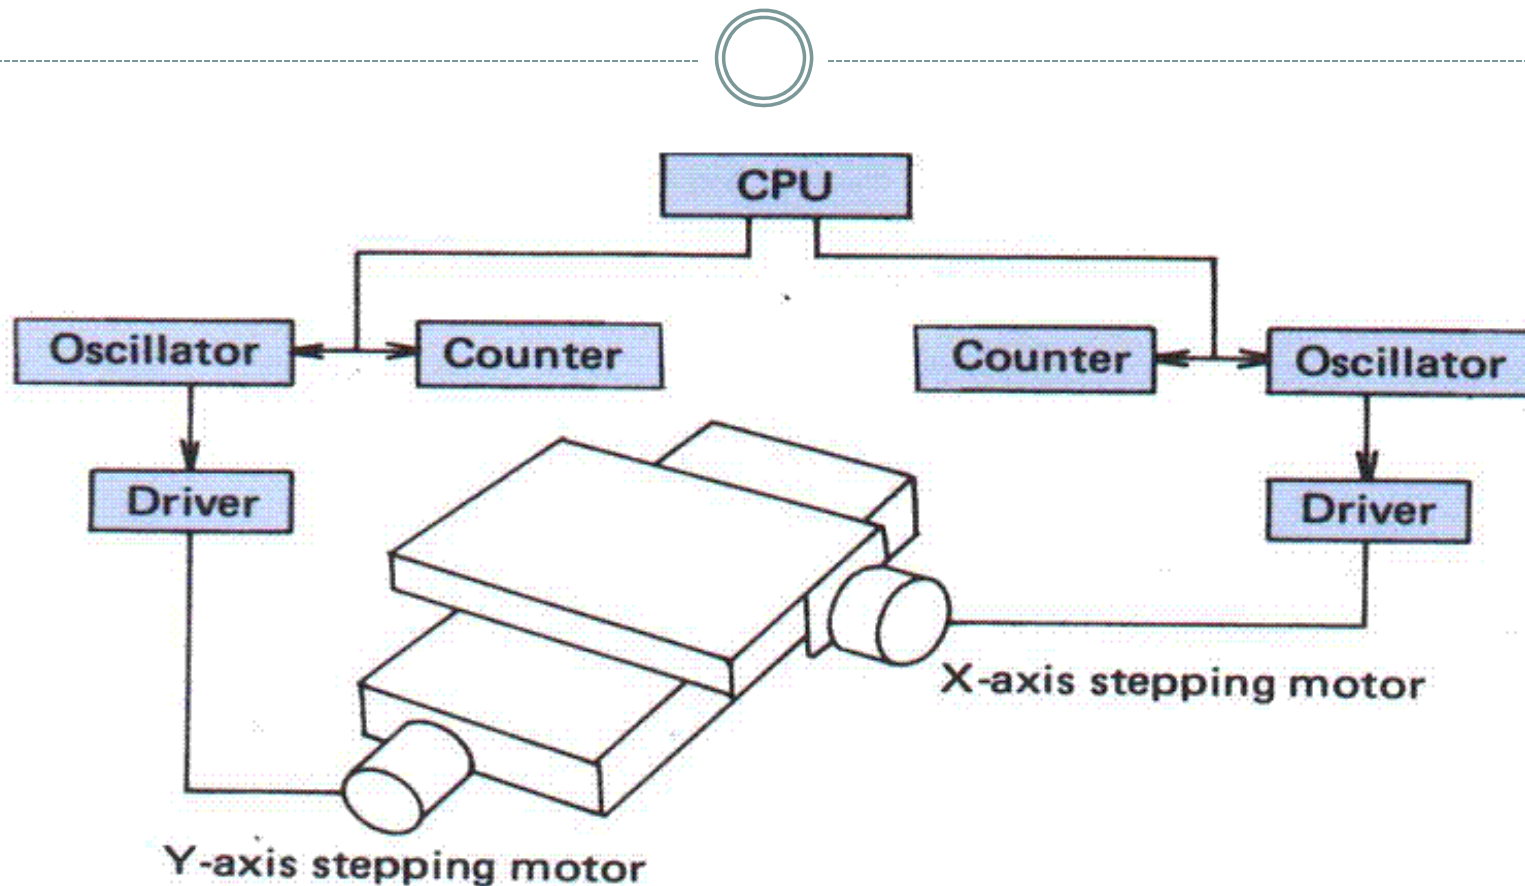 CPU
Oscillator
Counter
Counter
Oscillator
Driver
Driver
X-axis stepping motor
Y-axis stepping motor